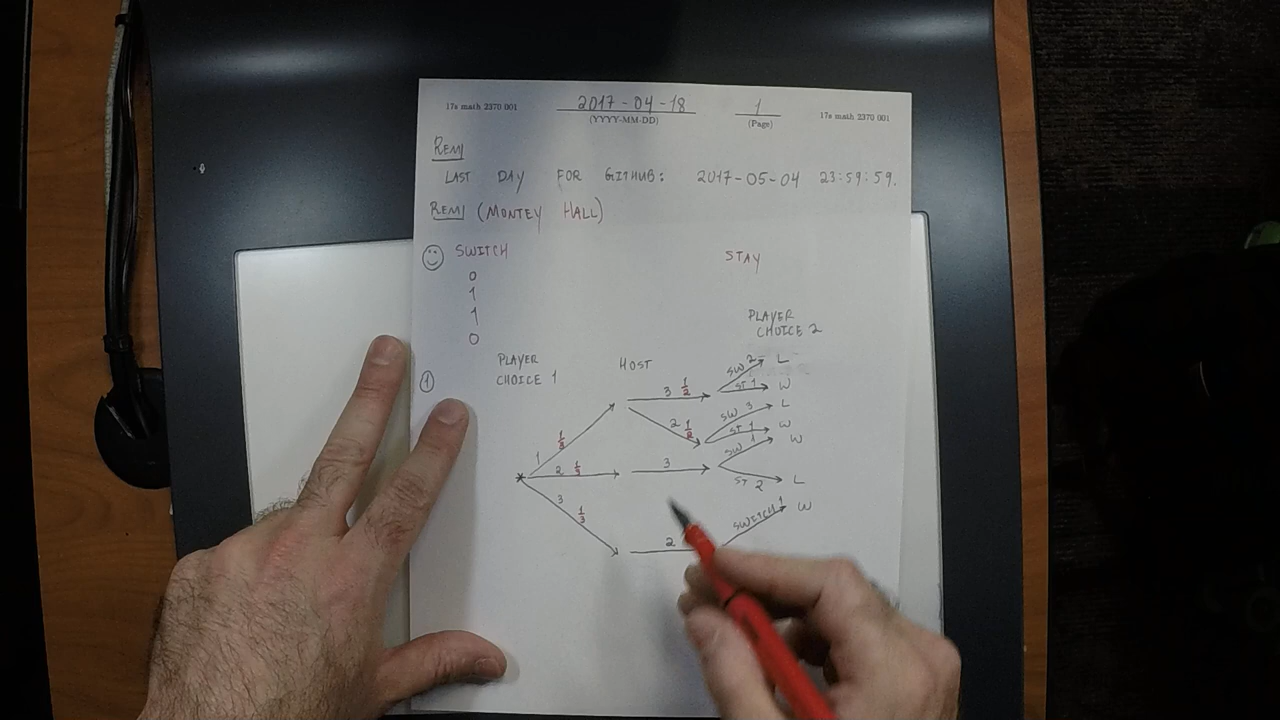 17s math 2370 001 2017-04-18 1 17s math 2370 001
(YYYY-MM-DD) (Page)
REM
LAST DAY FOR GITHUB: 2017-05-04 23:59:59.
REM (MONTEY HALL)
SWITCH STAY
0
1
1
0
PLAYER
CHOICE 2
PLAYER
CHOICE 1
HOST
1
1 1/3
2 1/3
3 1/3
3 1/2
2 1/2
3
2
SW 2 L
ST 1 W
SW 3 L
ST 1 W
SW 1 W
ST 2 L
SWITCH 1 W